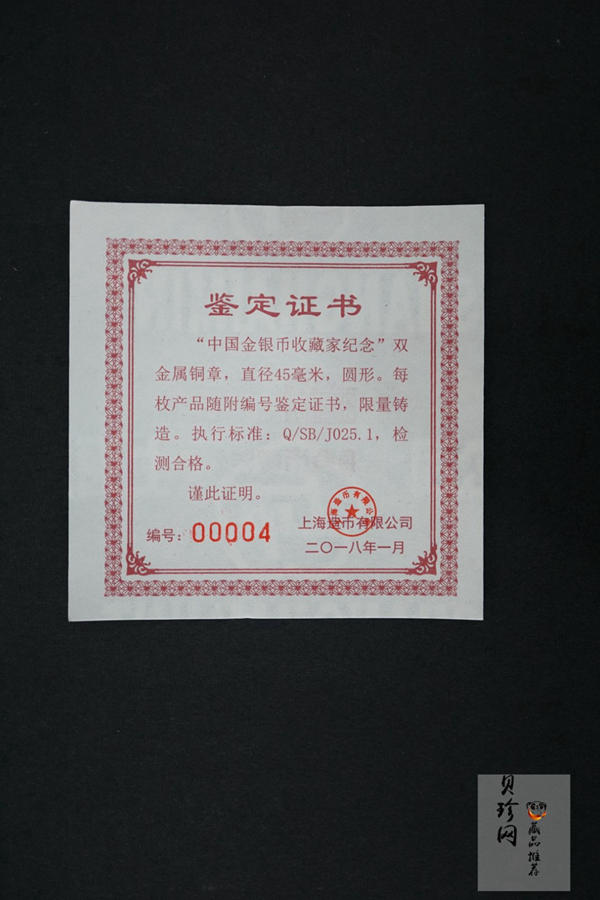 鉴定证书
“中国金银币收藏家纪念”双
金属铜章，直径45毫米，圆形。每
枚产品随附编号鉴定证书，限量铸
造。执行标准：Q/SB/J025.1，检
测合格。
谨此证明。
编号：00004
上海造币有限公司
二〇一八年一月
贝珍网
藏品推荐